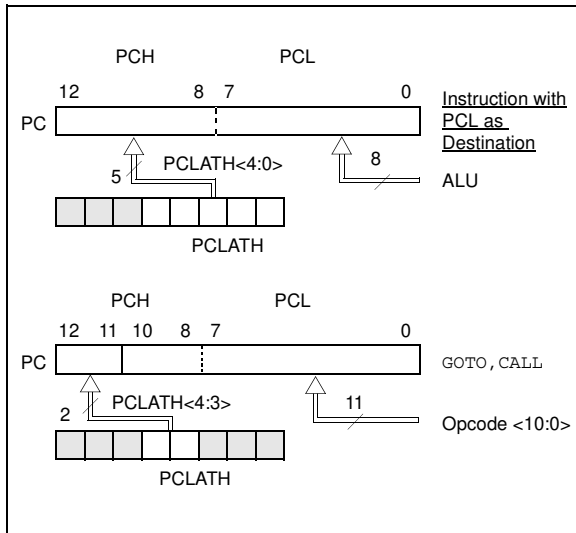 PCH PCL
12 8 7 0
PC
Instruction with
PCL as
Destination
PCLATH<4:0>
5
8
ALU
PCLATH
PCH PCL
12 11 10 8 7 0
PC
GOTO, CALL
PCLATH<4:3>
2
11
Opcode <10:0>
PCLATH